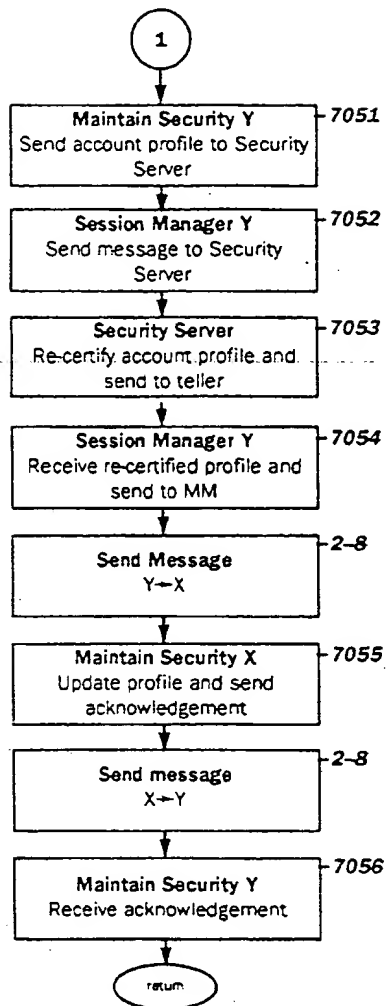 1
Maintain Security Y
7051
Send account profile to Security
Server
Session Manager Y
7052
Send message to Security
Server
Security Server
7053
Re-certify account profile and
send to teller
Session Manager Y
7054
Receive re-certified profile and
send to MM
Send Message
2-8
Y→X
Maintain Security X
7055
Update profile and send
acknowledgement
Send message
2-8
X→Y
Maintain Security Y
7056
Receive acknowledgement
return